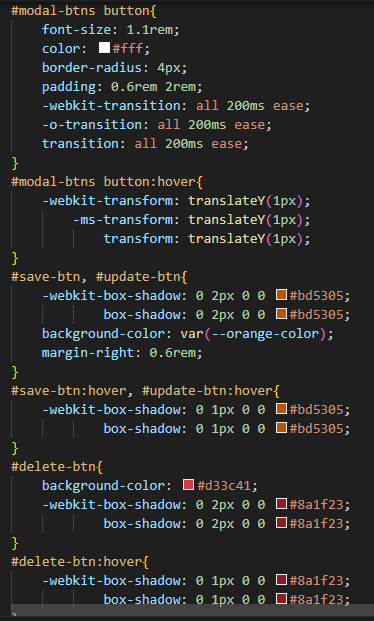 #modal-btns button{
font-size: 1.1rem;
color: #fff;
border-radius: 4px;
padding: 0.6rem 2rem;
-webkit-transition: all 200ms ease;
-o-transition: all 200ms ease;
transition: all 200ms ease;
}
#modal-btns button:hover{
-webkit-transform: translateY(1px);
-ms-transform: translateY(1px);
transform: translateY(1px);
}
#save-btn, #update-btn{
-webkit-box-shadow: 0 2px 0 0 #bd5305;
box-shadow: 0 2px 0 0 #bd5305;
background-color: var(--orange-color);
margin-right: 0.6rem;
}
#save-btn:hover, #update-btn:hover{
-webkit-box-shadow: 0 1px 0 0 #bd5305;
box-shadow: 0 1px 0 0 #bd5305;
}
#delete-btn{
background-color: #d33c41;
-webkit-box-shadow: 0 2px 0 0 #8a1f23;
box-shadow: 0 2px 0 0 #8a1f23;
}
#delete-btn:hover{
-webkit-box-shadow: 0 1px 0 0 #8a1f23;
box-shadow: 0 1px 0 0 #8a1f23;